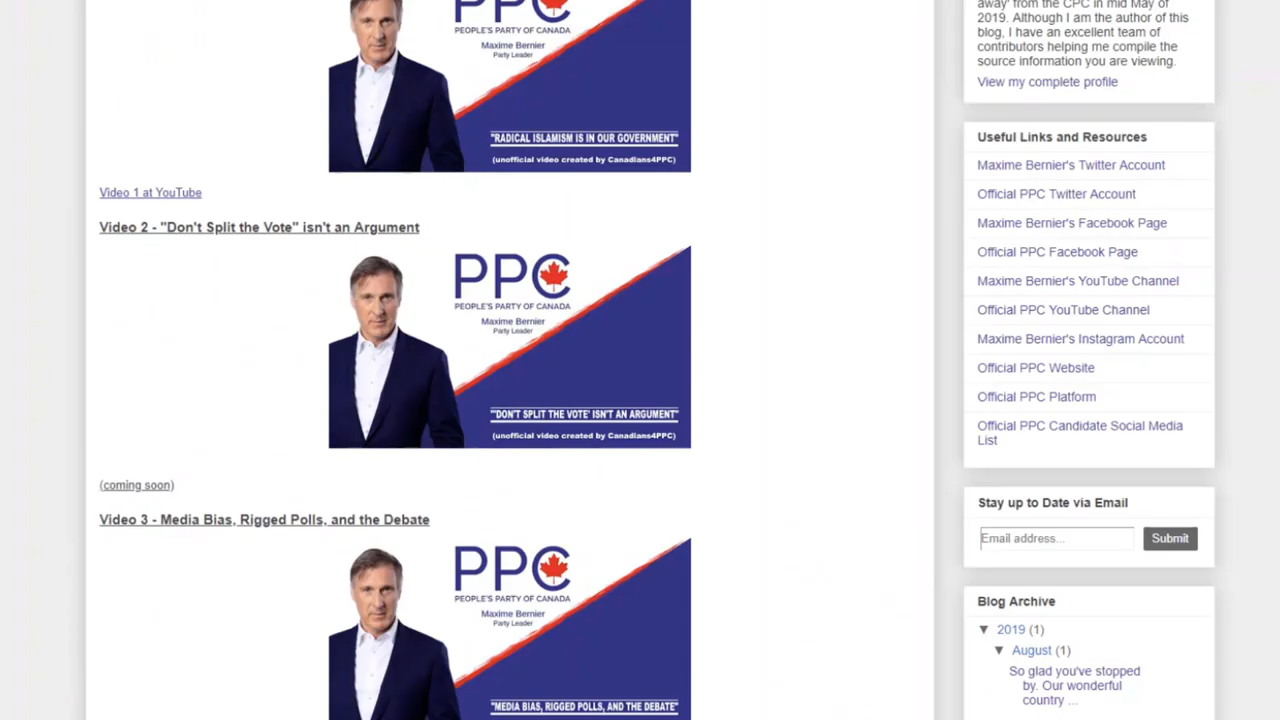 PPC
PEOPLE'S PARTY OF CANADA
Maxime Bernier
Party Leader
"RADICAL ISLAMISM IS IN OUR GOVERNMENT"
(unofficial video created by Canadians4PPC)
Video 1 at YouTube
Video 2 - "Don't Split the Vote" isn't an Argument
PPC
PEOPLE'S PARTY OF CANADA
Maxime Bernier
Party Leader
"'DON'T SPLIT THE VOTE' ISN'T AN ARGUMENT"
(unofficial video created by Canadians4PPC)
(coming soon)
Video 3 - Media Bias, Rigged Polls, and the Debate
PPC
PEOPLE'S PARTY OF CANADA
Maxime Bernier
Party Leader
"MEDIA BIAS, RIGGED POLLS, AND THE DEBATE"
away' from the CPC in mid May of
2019. Although I am the author of this
blog, I have an excellent team of
contributors helping me compile the
source information you are viewing.
View my complete profile
Useful Links and Resources
Maxime Bernier's Twitter Account
Official PPC Twitter Account
Maxime Bernier's Facebook Page
Official PPC Facebook Page
Maxime Bernier's YouTube Channel
Official PPC YouTube Channel
Maxime Bernier's Instagram Account
Official PPC Website
Official PPC Platform
Official PPC Candidate Social Media
List
Stay up to Date via Email
Email address...
Submit
Blog Archive
▼ 2019 (1)
▼ August (1)
So glad you've stopped
by. Our wonderful
country ...